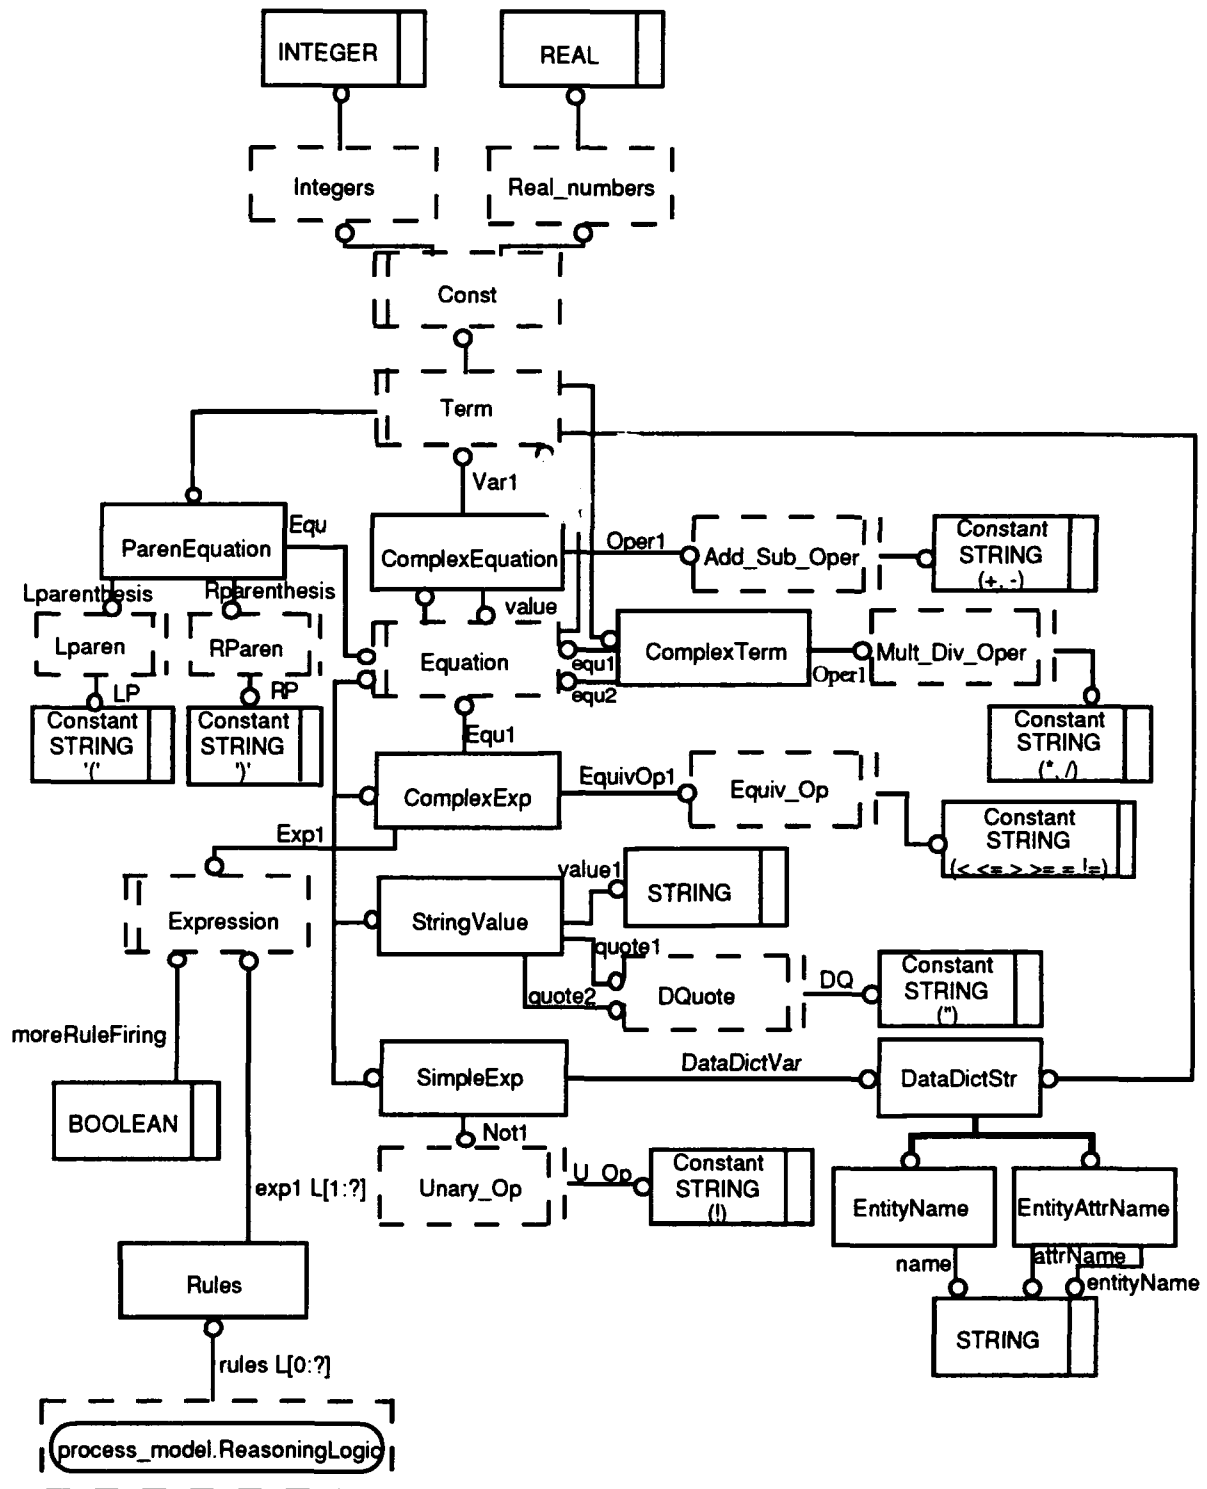 INTEGER
REAL
Integers
Real_numbers
Const
Term
Var1
ParenEquation
Equ
ComplexEquation
Oper1
Add_Sub_Oper
Constant
STRING
(+, -)
Lparenthesis
Rparenthesis
value
Lparen
RParen
Equation
equ1
equ2
ComplexTerm
Oper1
Mult_Div_Oper
LP
RP
Constant
STRING
'('
Constant
STRING
')'
Constant
STRING
(*, /)
Equ1
ComplexExp
EquivOp1
Equiv_Op
Constant
STRING
(< <= > >= = !=)
Exp1
Expression
StringValue
value1
STRING
quote1
quote2
DQuote
DQ
Constant
STRING
(")
moreRuleFiring
BOOLEAN
SimpleExp
DataDictVar
DataDictStr
Not1
Unary_Op
U_Op
Constant
STRING
(!)
EntityName
EntityAttrName
exp1 L[1:?]
name
attrName
entityName
Rules
STRING
rules L[0:?]
process_model.ReasoningLogic